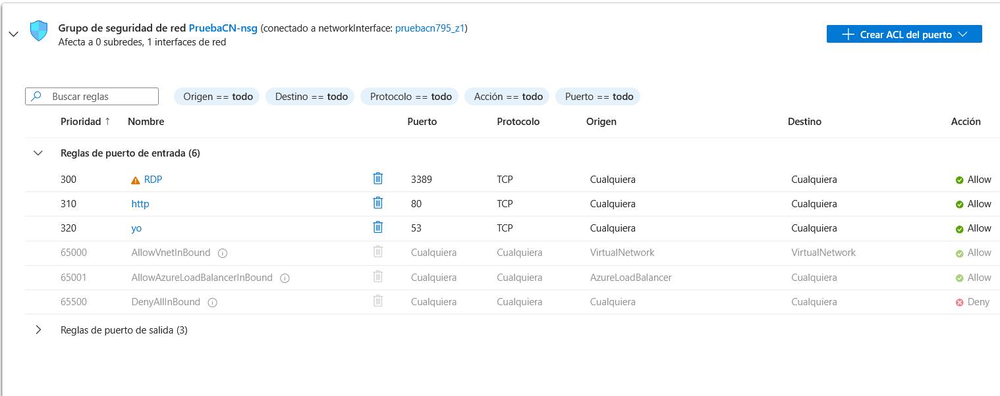 Grupo de seguridad de red PruebaCN-nsg (conectado a networkInterface: pruebacn795_z1)
Afecta a 0 subredes, 1 interfaces de red
Crear ACL del puerto
Buscar reglas
Origen == todo
Destino == todo
Protocolo == todo
Acción == todo
Puerto == todo
Prioridad ↑ Nombre Puerto Protocolo Origen Destino Acción
Reglas de puerto de entrada (6)
300 RDP 3389 TCP Cualquiera Cualquiera Allow
310 http 80 TCP Cualquiera Cualquiera Allow
320 yo 53 TCP Cualquiera Cualquiera Allow
65000 AllowVnetInBound Cualquiera Cualquiera VirtualNetwork VirtualNetwork Allow
65001 AllowAzureLoadBalancerInBound Cualquiera Cualquiera AzureLoadBalancer Cualquiera Allow
65500 DenyAllInBound Cualquiera Cualquiera Cualquiera Cualquiera Deny
Reglas de puerto de salida (3)